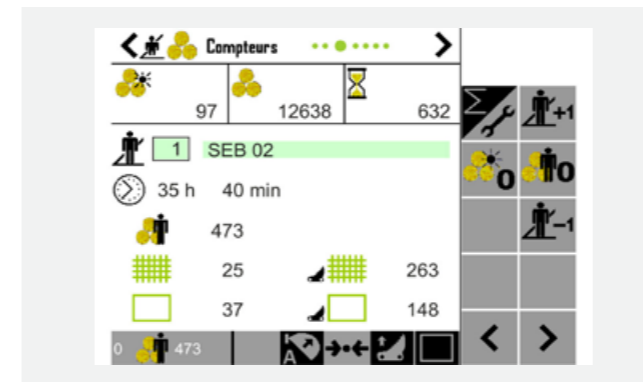 Compteurs
97 12638 632
Σ +1
1 SEB 02
0 0
35 h 40 min
473 -1
25 263
37 148
0 473 A